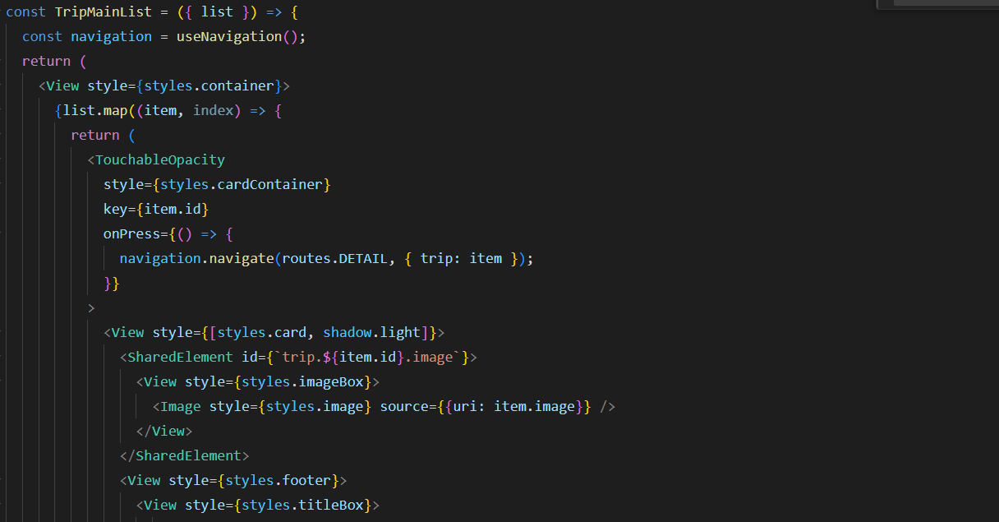 const TripMainList = ({ list }) => {
const navigation = useNavigation();
return (
<View style={styles.container}>
{list.map((item, index) => {
return (
<TouchableOpacity
style={styles.cardContainer}
key={item.id}
onPress={() => {
navigation.navigate(routes.DETAIL, { trip: item });
}}
>
<View style={[styles.card, shadow.light]}>
<SharedElement id={`trip.${item.id}.image`}>
<View style={styles.imageBox}>
<Image style={styles.image} source={{uri: item.image}} />
</View>
</SharedElement>
<View style={styles.footer}>
<View style={styles.titleBox}>